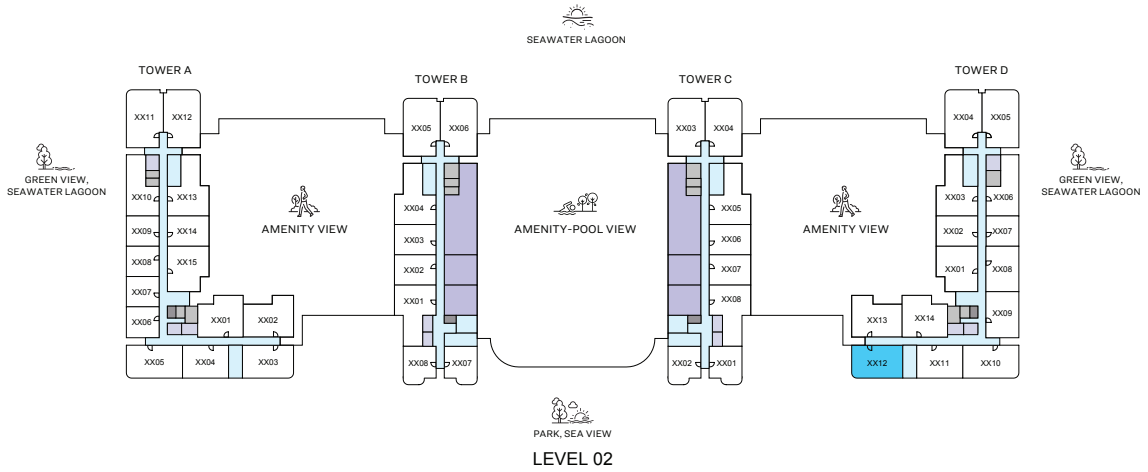 SEAWATER LAGOON
TOWER A
TOWER B
TOWER C
TOWER D
XX11 XX12
XX05 XX06
XX03 XX04
XX04 XX05
GREEN VIEW,
SEAWATER LAGOON
GREEN VIEW,
SEAWATER LAGOON
XX10 XX13
XX09 XX14
XX08 XX15
XX07
XX06 XX01 XX02
XX05 XX04 XX03
AMENITY VIEW
XX04
XX03
XX02
XX01
XX08 XX07
AMENITY-POOL VIEW
XX05
XX06
XX07
XX08
XX02 XX01
AMENITY VIEW
XX03 XX06
XX02 XX07
XX01 XX08
XX13 XX14 XX09
XX12 XX11 XX10
PARK, SEA VIEW
LEVEL 02